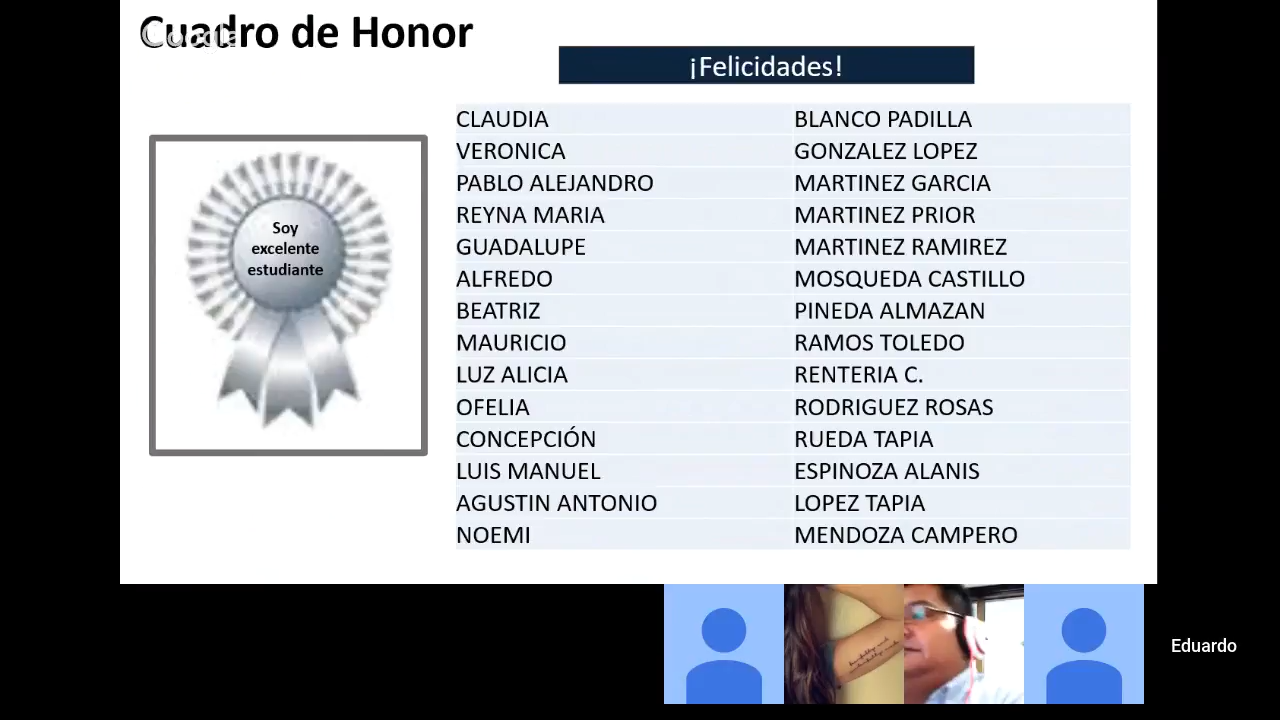 Cuadro de Honor
¡Felicidades!
Soy
excelente
estudiante
CLAUDIA BLANCO PADILLA
VERONICA GONZALEZ LOPEZ
PABLO ALEJANDRO MARTINEZ GARCIA
REYNA MARIA MARTINEZ PRIOR
GUADALUPE MARTINEZ RAMIREZ
ALFREDO MOSQUEDA CASTILLO
BEATRIZ PINEDA ALMAZAN
MAURICIO RAMOS TOLEDO
LUZ ALICIA RENTERIA C.
OFELIA RODRIGUEZ ROSAS
CONCEPCIÓN RUEDA TAPIA
LUIS MANUEL ESPINOZA ALANIS
AGUSTIN ANTONIO LOPEZ TAPIA
NOEMI MENDOZA CAMPERO
Eduardo